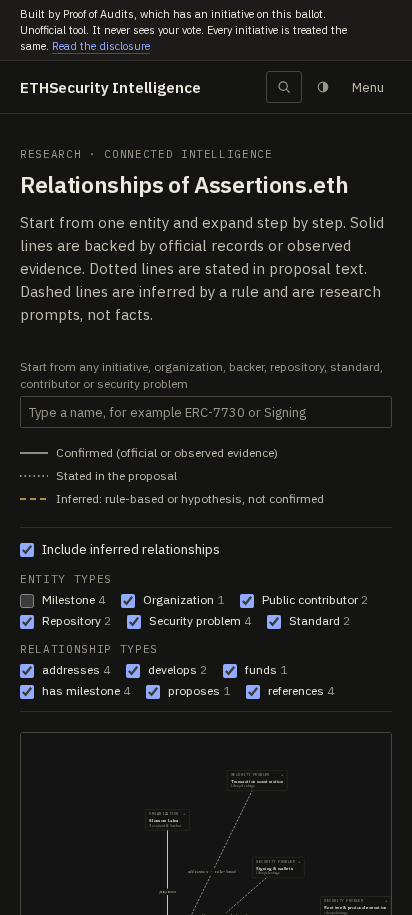 Built by Proof of Audits, which has an initiative on this ballot.
Unofficial tool. It never sees your vote. Every initiative is treated the
same. Read the disclosure
ETHSecurity Intelligence
Menu
RESEARCH · CONNECTED INTELLIGENCE
Relationships of Assertions.eth
Start from one entity and expand step by step. Solid
lines are backed by official records or observed
evidence. Dotted lines are stated in proposal text.
Dashed lines are inferred by a rule and are research
prompts, not facts.
Start from any initiative, organization, backer, repository, standard,
contributor or security problem
Type a name, for example ERC-7730 or Signing
Confirmed (official or observed evidence)
Stated in the proposal
Inferred: rule-based or hypothesis, not confirmed
Include inferred relationships
ENTITY TYPES
Milestone 4 Organization 1 Public contributor 2
Repository 2 Security problem 4 Standard 2
RELATIONSHIP TYPES
addresses 4 develops 2 funds 1
has milestone 4 proposes 1 references 4
SECURITY PROBLEM
ORGANIZATION
Blossom Labs
addresses · rule-based
SECURITY PROBLEM
Signing & wallets
SECURITY PROBLEM